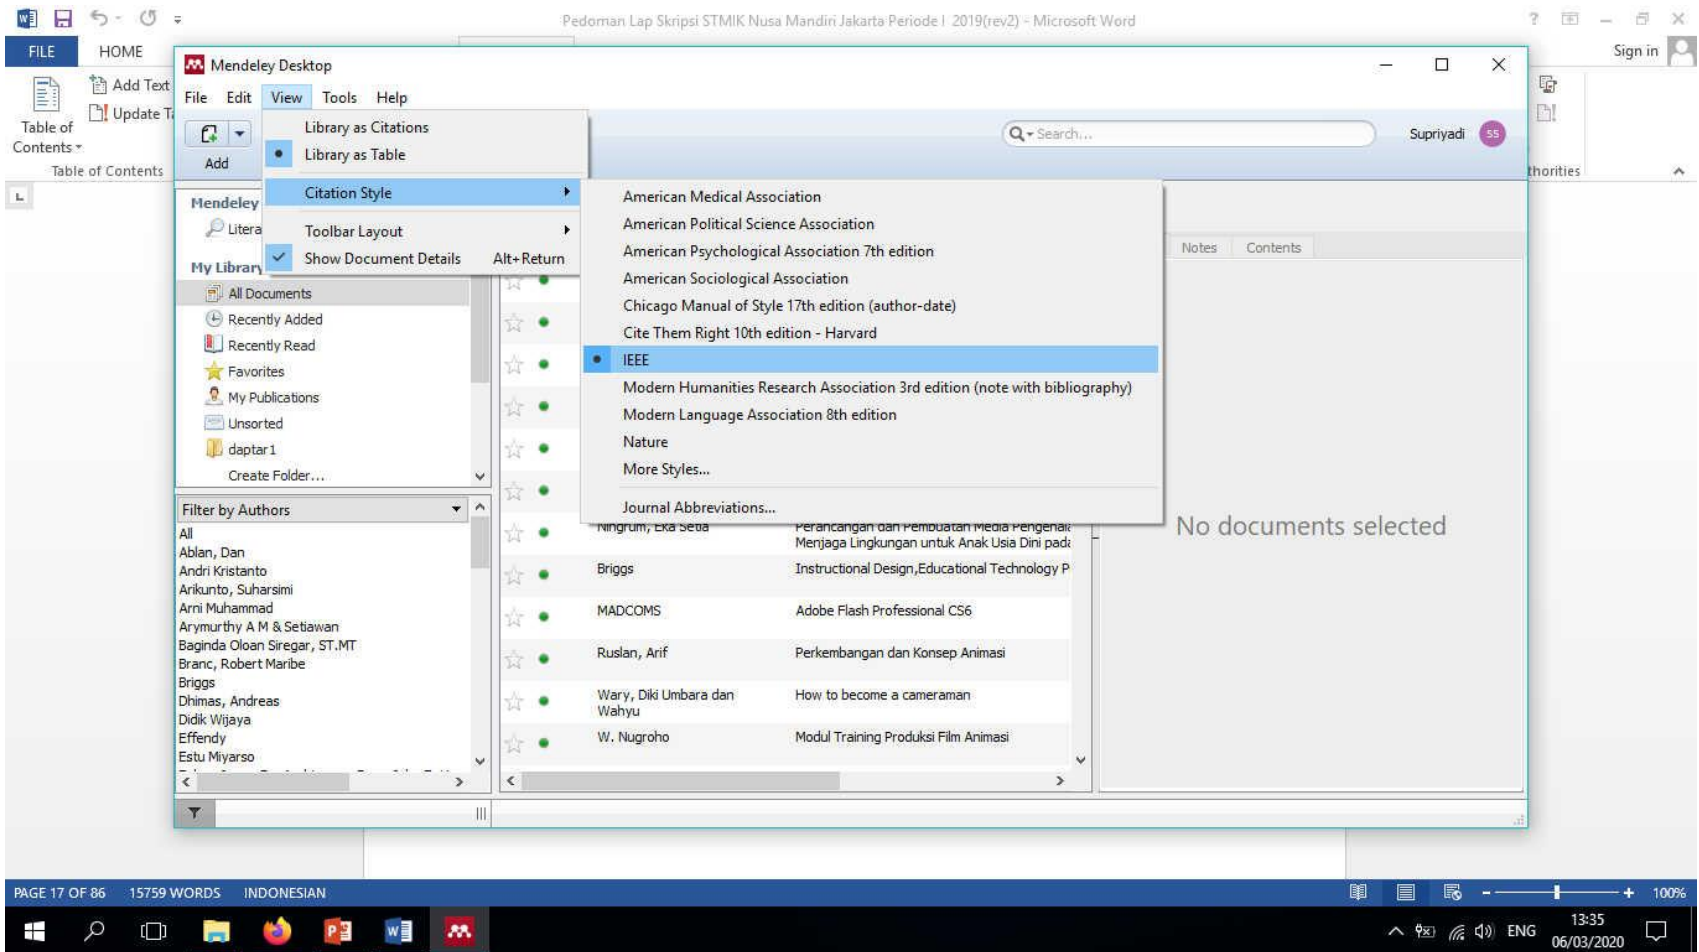 Pedoman Lap Skripsi STMIK Nusa Mandiri Jakarta Periode I 2019(rev2) - Microsoft Word
FILE HOME
Sign in
Add Text
Update Ta
Table of
Contents
Table of Contents
thorities
Mendeley Desktop
File Edit View Tools Help
Add
Search...
Supriyadi SS
Library as Citations
Library as Table
Citation Style
Toolbar Layout
Show Document Details Alt+Return
American Medical Association
American Political Science Association
American Psychological Association 7th edition
American Sociological Association
Chicago Manual of Style 17th edition (author-date)
Cite Them Right 10th edition - Harvard
IEEE
Modern Humanities Research Association 3rd edition (note with bibliography)
Modern Language Association 8th edition
Nature
More Styles...
Journal Abbreviations...
Mendeley
Litera
My Library
All Documents
Recently Added
Recently Read
Favorites
My Publications
Unsorted
daptar1
Create Folder...
Filter by Authors
All
Ablan, Dan
Andri Kristanto
Arikunto, Suharsimi
Arni Muhammad
Arymurthy A M & Setiawan
Baginda Oloan Siregar, ST.MT
Branc, Robert Maribe
Briggs
Dhimas, Andreas
Didik Wijaya
Effendy
Estu Miyarso
Ningrum, Eka Setia Perancangan dan Pembuatan Media Pengenala
Menjaga Lingkungan untuk Anak Usia Dini pada
Briggs Instructional Design,Educational Technology P
MADCOMS Adobe Flash Professional CS6
Ruslan, Arif Perkembangan dan Konsep Animasi
Wary, Diki Umbara dan How to become a cameraman
Wahyu
W. Nugroho Modul Training Produksi Film Animasi
Notes Contents
No documents selected
PAGE 17 OF 86 15759 WORDS INDONESIAN
100%
ENG
13:35
06/03/2020